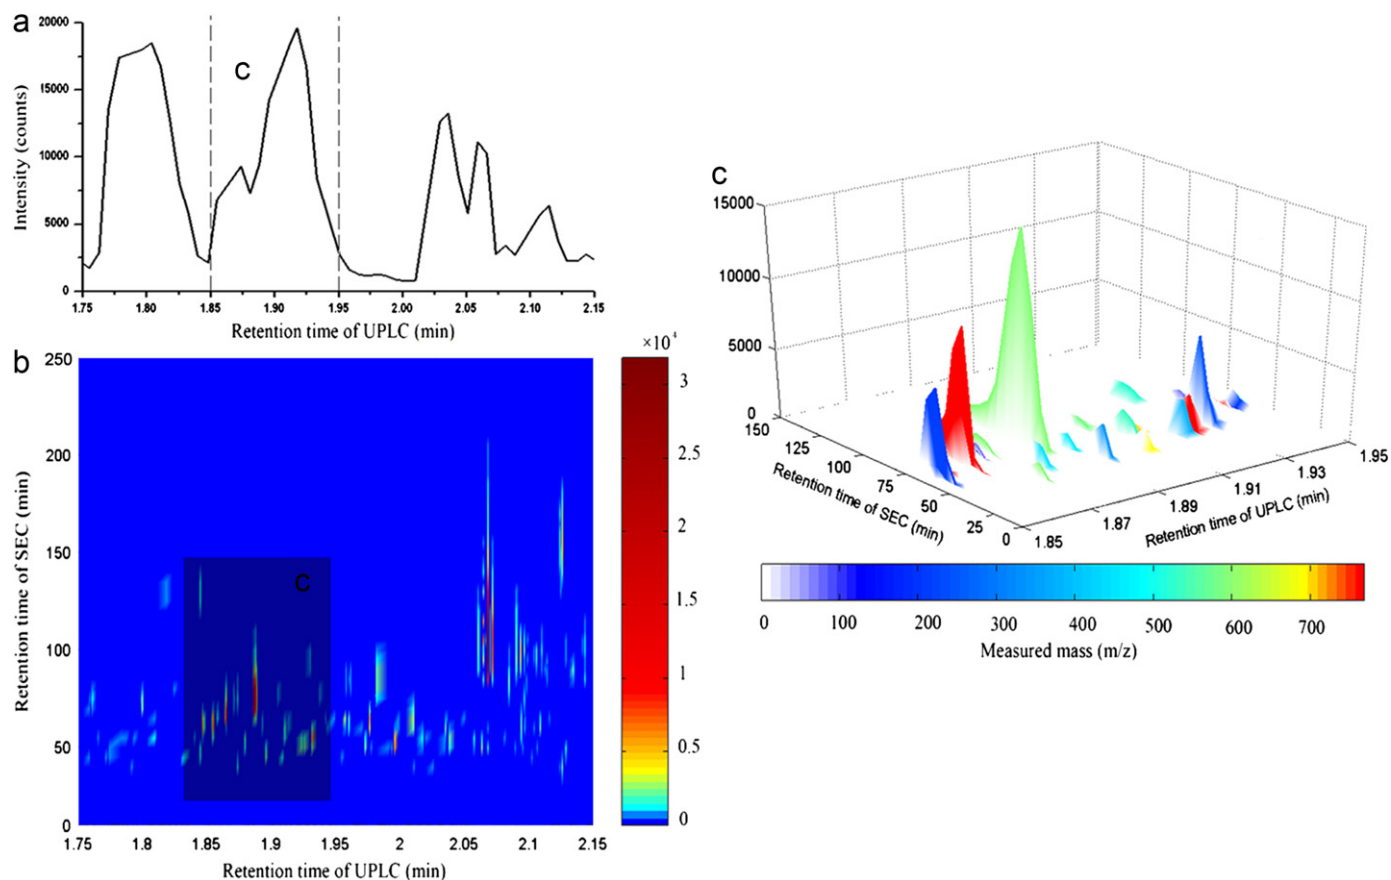 a
20000
15000
10000
5000
0
Intensity (counts)
C
1.75 1.80 1.85 1.90 1.95 2.00 2.05 2.10 2.15
Retention time of UPLC (min)
b
250
200
150
100
50
0
Retention time of SEC (min)
C
1.75 1.8 1.85 1.9 1.95 2 2.05 2.1 2.15
Retention time of UPLC (min)
×10⁴
3
2.5
2
1.5
1
0.5
0
c
15000
10000
5000
0
150 125 100 75 50 25 0
Retention time of SEC (min)
1.85 1.87 1.89 1.91 1.93 1.95
Retention time of UPLC (min)
0 100 200 300 400 500 600 700
Measured mass (m/z)